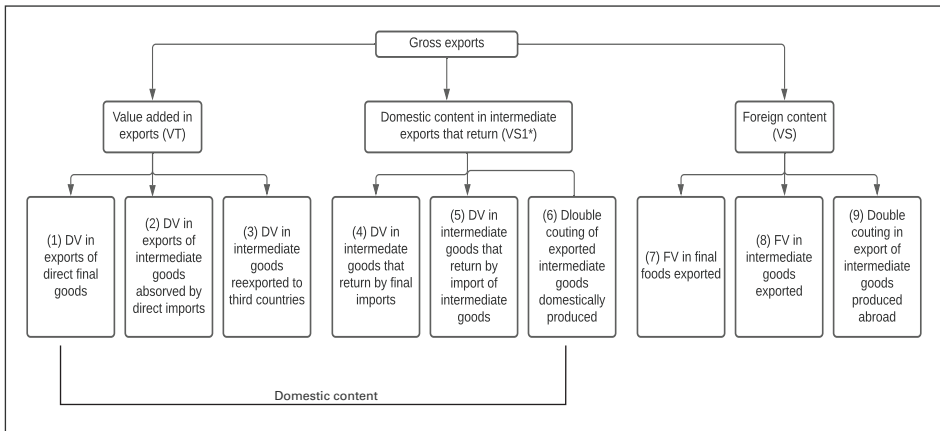 Gross exports
Value added in
exports (VT)
Domestic content in intermediate
exports that return (VS1*)
Foreign content
(VS)
(1) DV in
exports of
direct final
goods
(2) DV in
exports of
intermediate
goods
absorved by
direct imports
(3) DV in
intermediate
goods
reexported to
third countries
(4) DV in
intermedate
goods that
return by final
imports
(5) DV in
intermediate
goods that
return by
import of
intermediate
goods
(6) Dlouble
couting of
exported
intermediate
goods
domestically
produced
(7) FV in final
foods exported
(8) FV in
intermediate
goods
exported
(9) Double
couting in
export of
intermediate
goods
produced
abroad
Domestic content